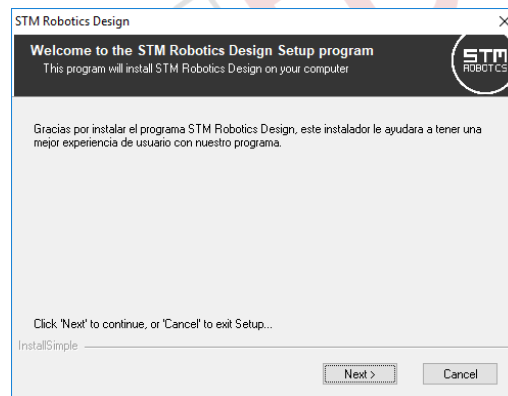 STM Robotics Design
Welcome to the STM Robotics Design Setup program
This program will install STM Robotics Design on your computer
STM
ROBOTCS
Gracias por instalar el programa STM Robotics Design, este instalador le ayudara a tener una
mejor experiencia de usuario con nuestro programa.
Click 'Next' to continue, or 'Cancel' to exit Setup...
InstallSimple
Next >
Cancel